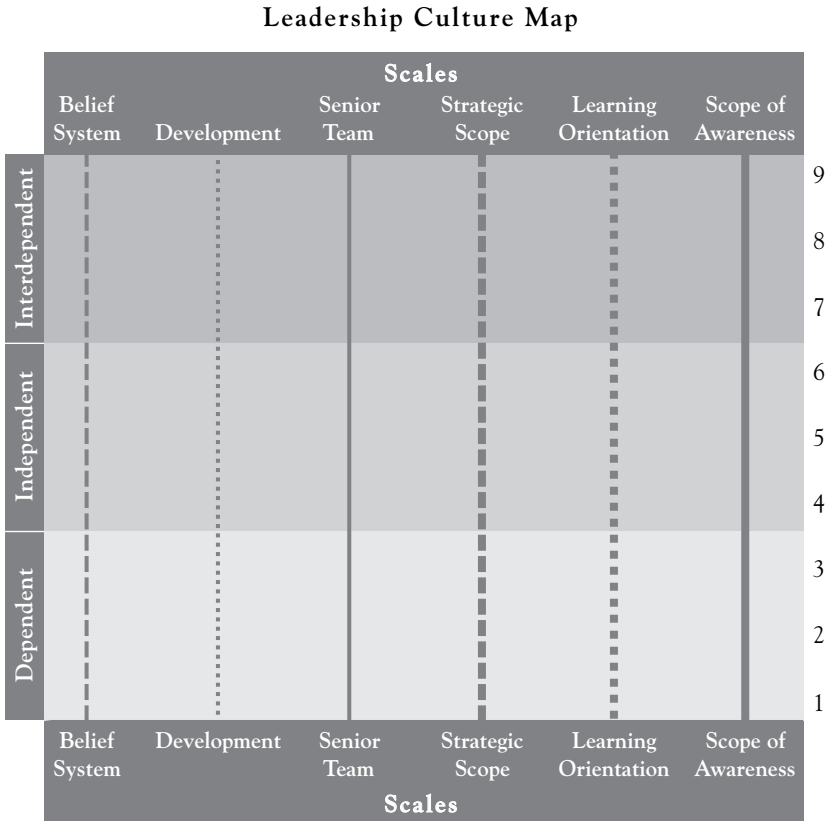 Leadership Culture Map
Scales
Belief System
Development
Senior Team
Strategic Scope
Learning Orientation
Scope of Awareness
Interdependent
Independent
Dependent
9
8
7
6
5
4
3
2
1
Belief System
Development
Senior Team
Strategic Scope
Learning Orientation
Scope of Awareness
Scales